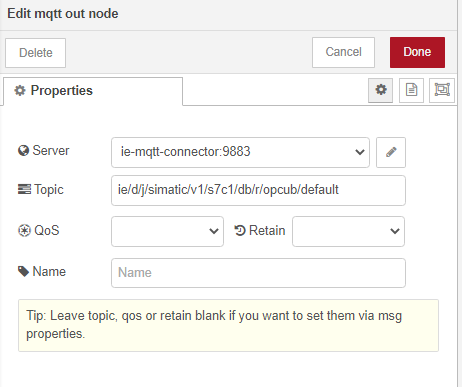 Edit mqtt out node
Delete
Cancel
Done
Properties
Server
ie-mqtt-connector:9883
Topic
ie/d/j/simatic/v1/s7c1/db/r/opcub/default
QoS
Retain
Name
Name
Tip: Leave topic, qos or retain blank if you want to set them via msg
properties.